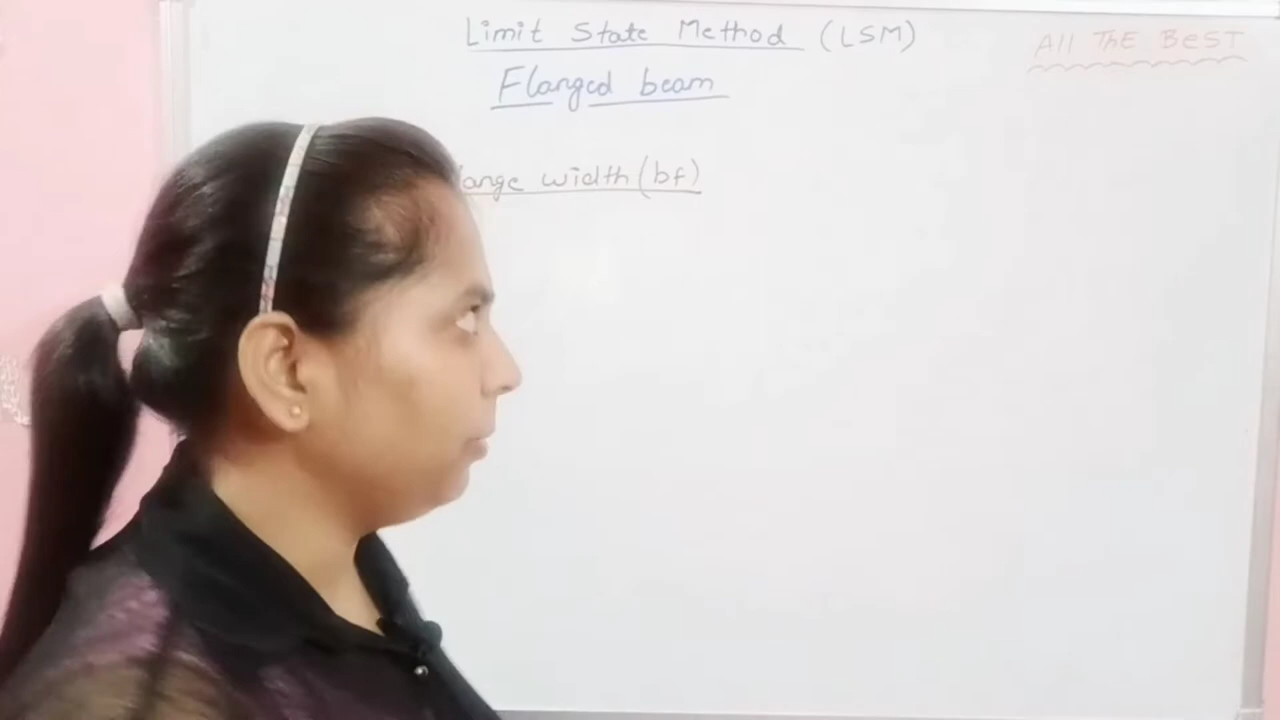 Limit State Method (LSM)
All ThE BeST
Flanged beam
lange width (bf)